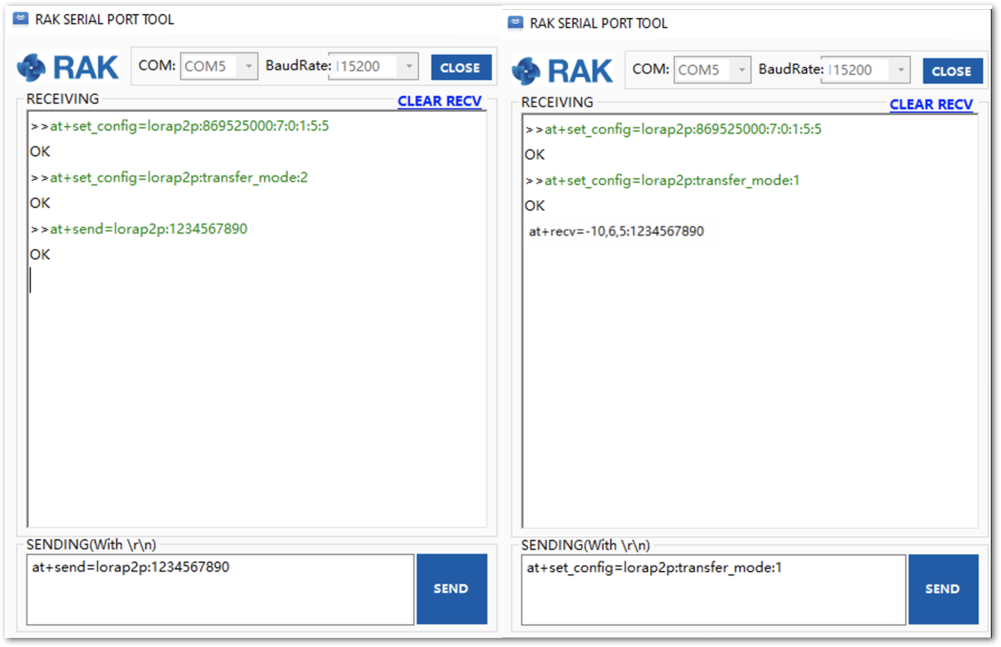 RAK SERIAL PORT TOOL
RAK
COM: COM5 BaudRate: 115200 CLOSE
RECEIVING CLEAR RECV
>>at+set_config=lorap2p:869525000:7:0:1:5:5
OK
>>at+set_config=lorap2p:transfer_mode:2
OK
>>at+send=lorap2p:1234567890
OK
SENDING(With \r\n)
at+send=lorap2p:1234567890
SEND
RAK SERIAL PORT TOOL
RAK
COM: COM5 BaudRate: 115200 CLOSE
RECEIVING CLEAR RECV
>>at+set_config=lorap2p:869525000:7:0:1:5:5
OK
>>at+set_config=lorap2p:transfer_mode:1
OK
at+recv=-10,6,5:1234567890
SENDING(With \r\n)
at+set_config=lorap2p:transfer_mode:1
SEND